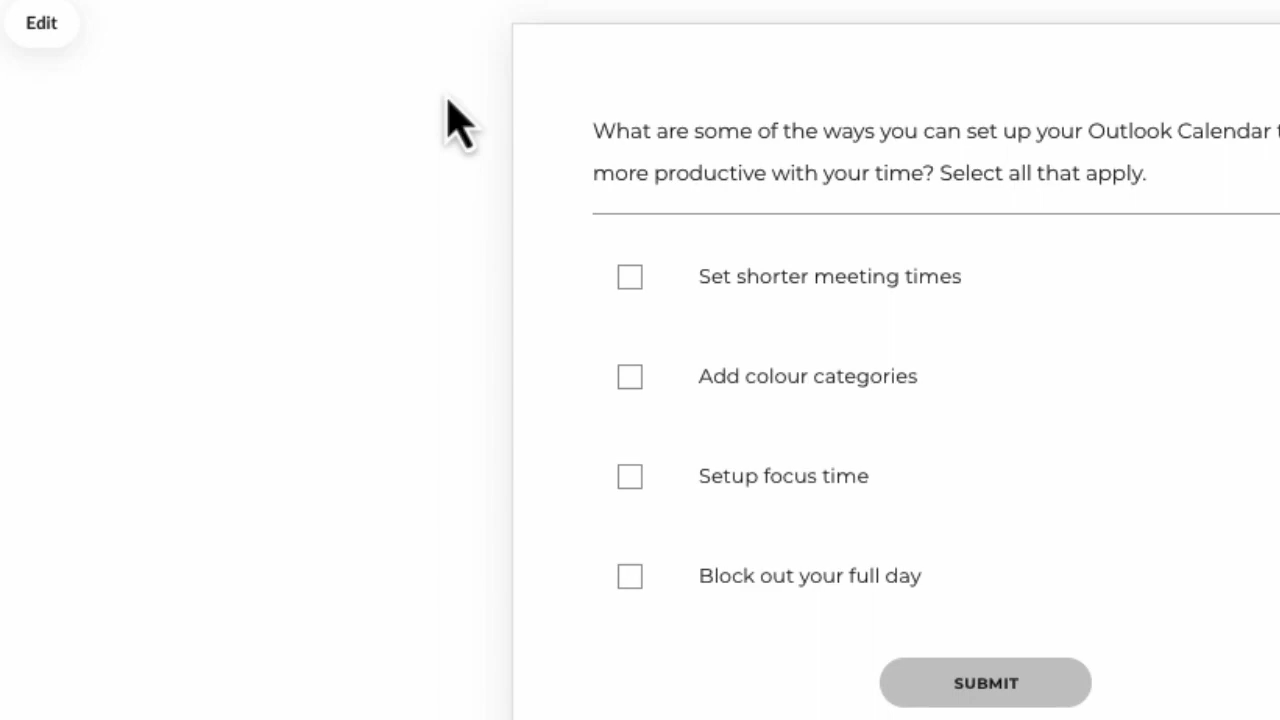 Edit
What are some of the ways you can set up your Outlook Calendar
more productive with your time? Select all that apply.
Set shorter meeting times
Add colour categories
Setup focus time
Block out your full day
SUBMIT